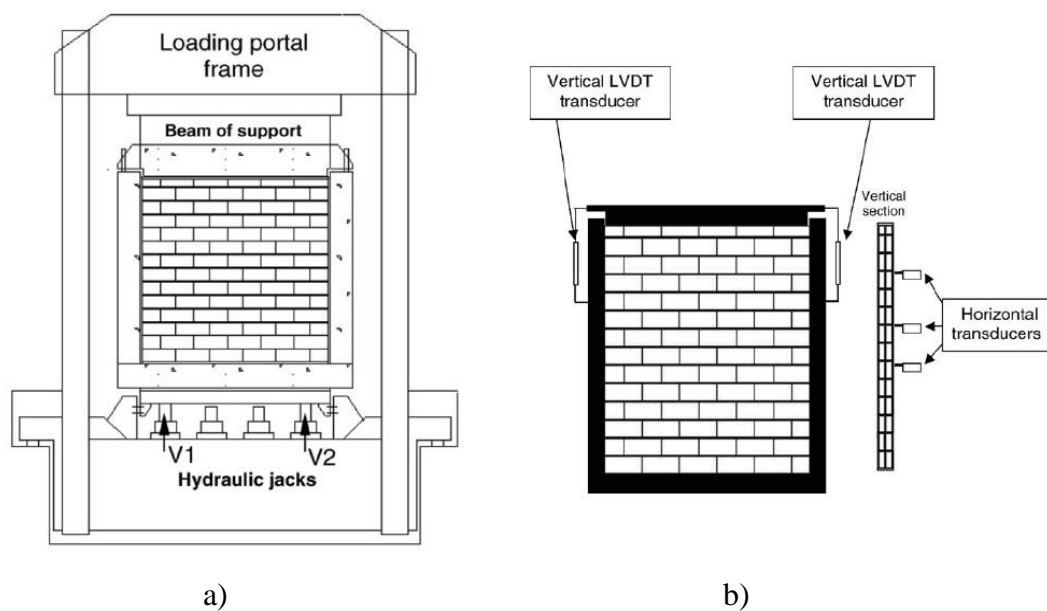 Loading portal
frame
Beam of support
V1
V2
Hydraulic jacks
a)
Vertical LVDT
transducer
Vertical LVDT
transducer
Vertical
section
Horizontal
transducers
b)